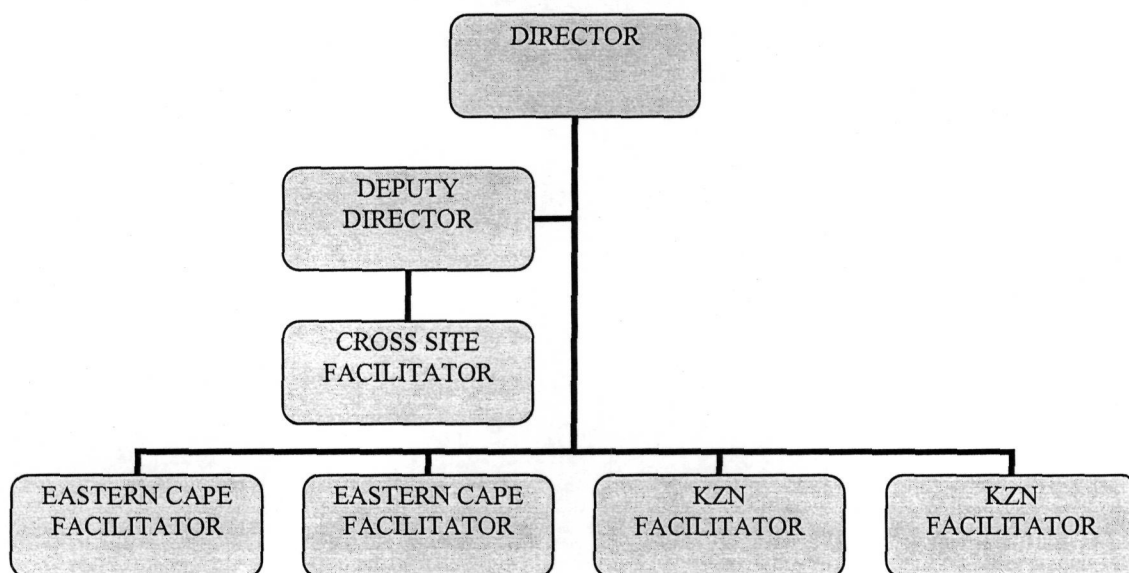 DIRECTOR
DEPUTY
DIRECTOR
CROSS SITE
FACILITATOR
EASTERN CAPE
FACILITATOR
EASTERN CAPE
FACILITATOR
KZN
FACILITATOR
KZN
FACILITATOR